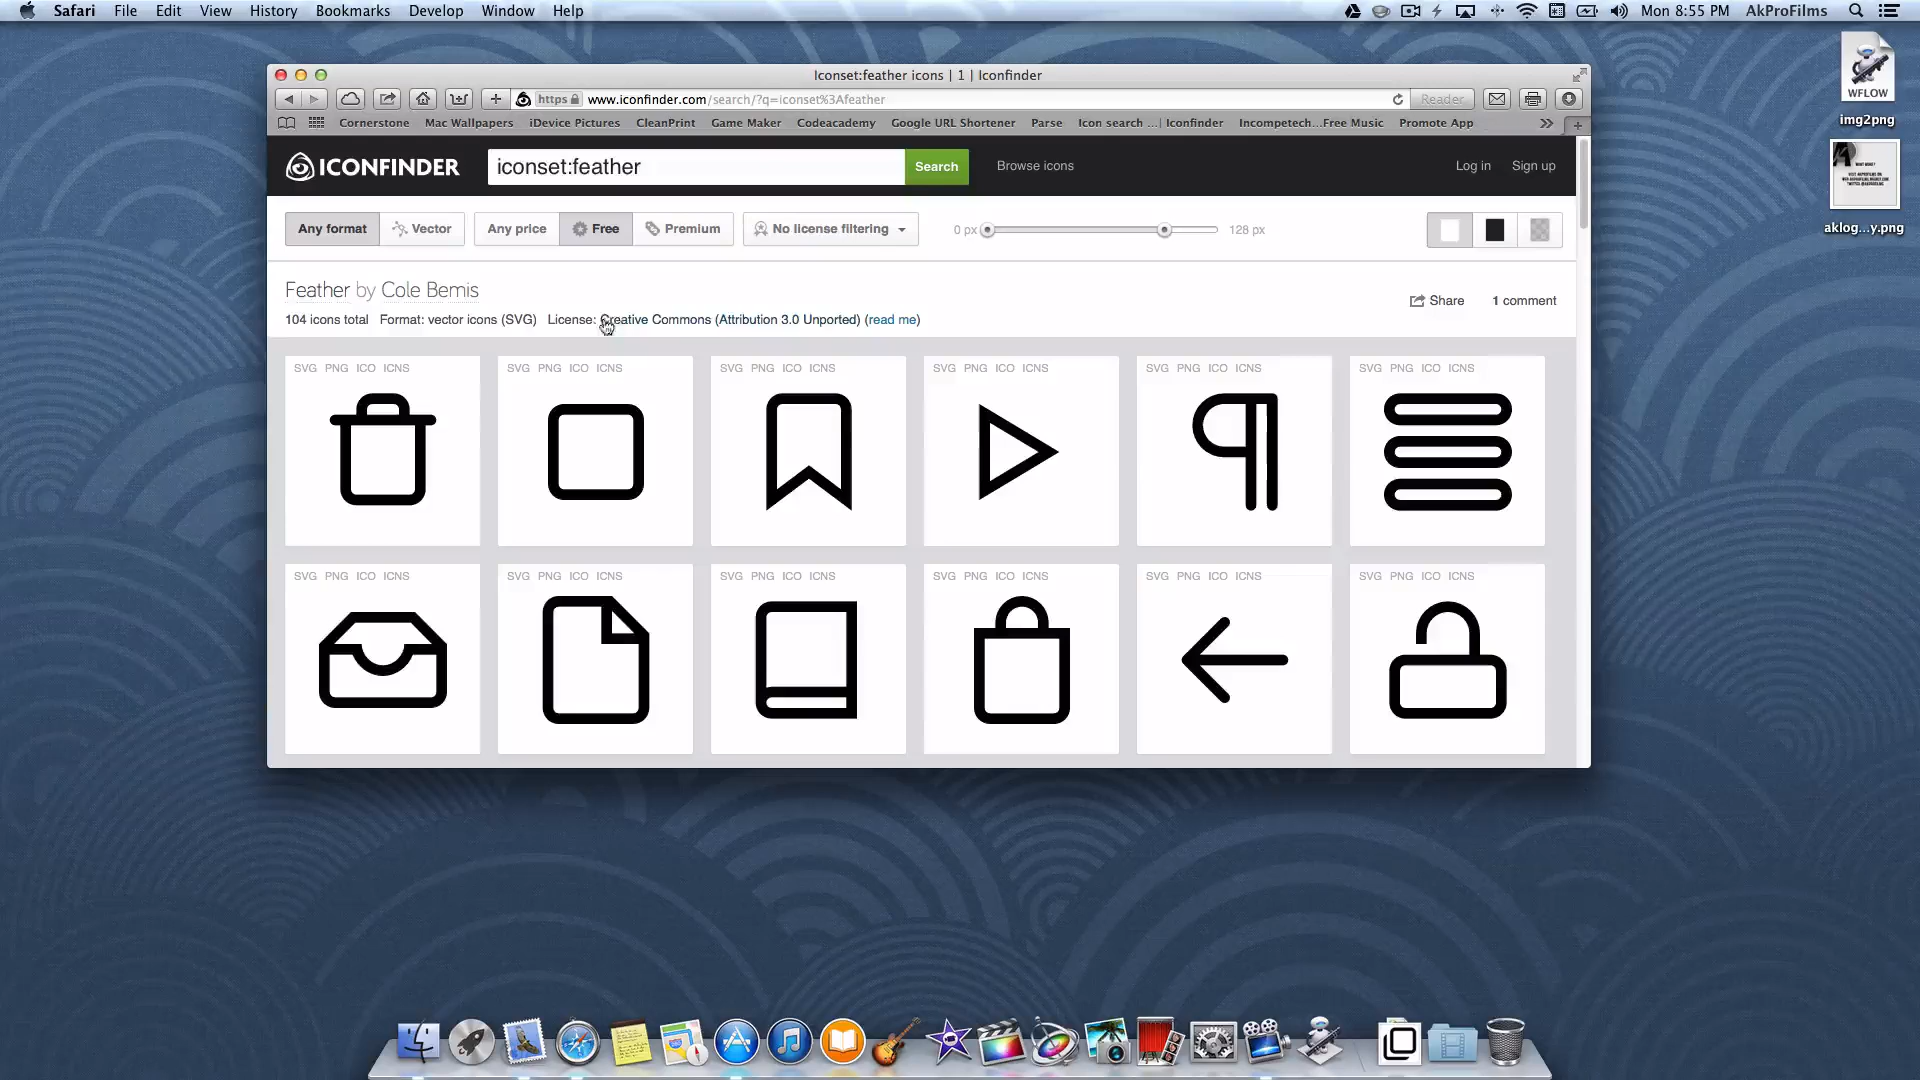 Safari File Edit View History Bookmarks Develop Window Help Mon 8:55 PM AkProFilms
WFLOW
img2png
aklog...y.png
Iconset:feather icons | 1 | Iconfinder
https www.iconfinder.com/search/?q=iconset%3Afeather Reader
Cornerstone Mac Wallpapers iDevice Pictures CleanPrint Game Maker Codeacademy Google URL Shortener Parse Icon search ... | Iconfinder Incompetech...Free Music Promote App
ICONFINDER iconset:feather Search Browse icons Log in Sign up
Any format Vector Any price Free Premium No license filtering 0 px 128 px
Feather by Cole Bemis
Share 1 comment
104 icons total Format: vector icons (SVG) License: Creative Commons (Attribution 3.0 Unported) (read me)
SVG PNG ICO ICNS SVG PNG ICO ICNS SVG PNG ICO ICNS SVG PNG ICO ICNS SVG PNG ICO ICNS SVG PNG ICO ICNS
SVG PNG ICO ICNS SVG PNG ICO ICNS SVG PNG ICO ICNS SVG PNG ICO ICNS SVG PNG ICO ICNS SVG PNG ICO ICNS